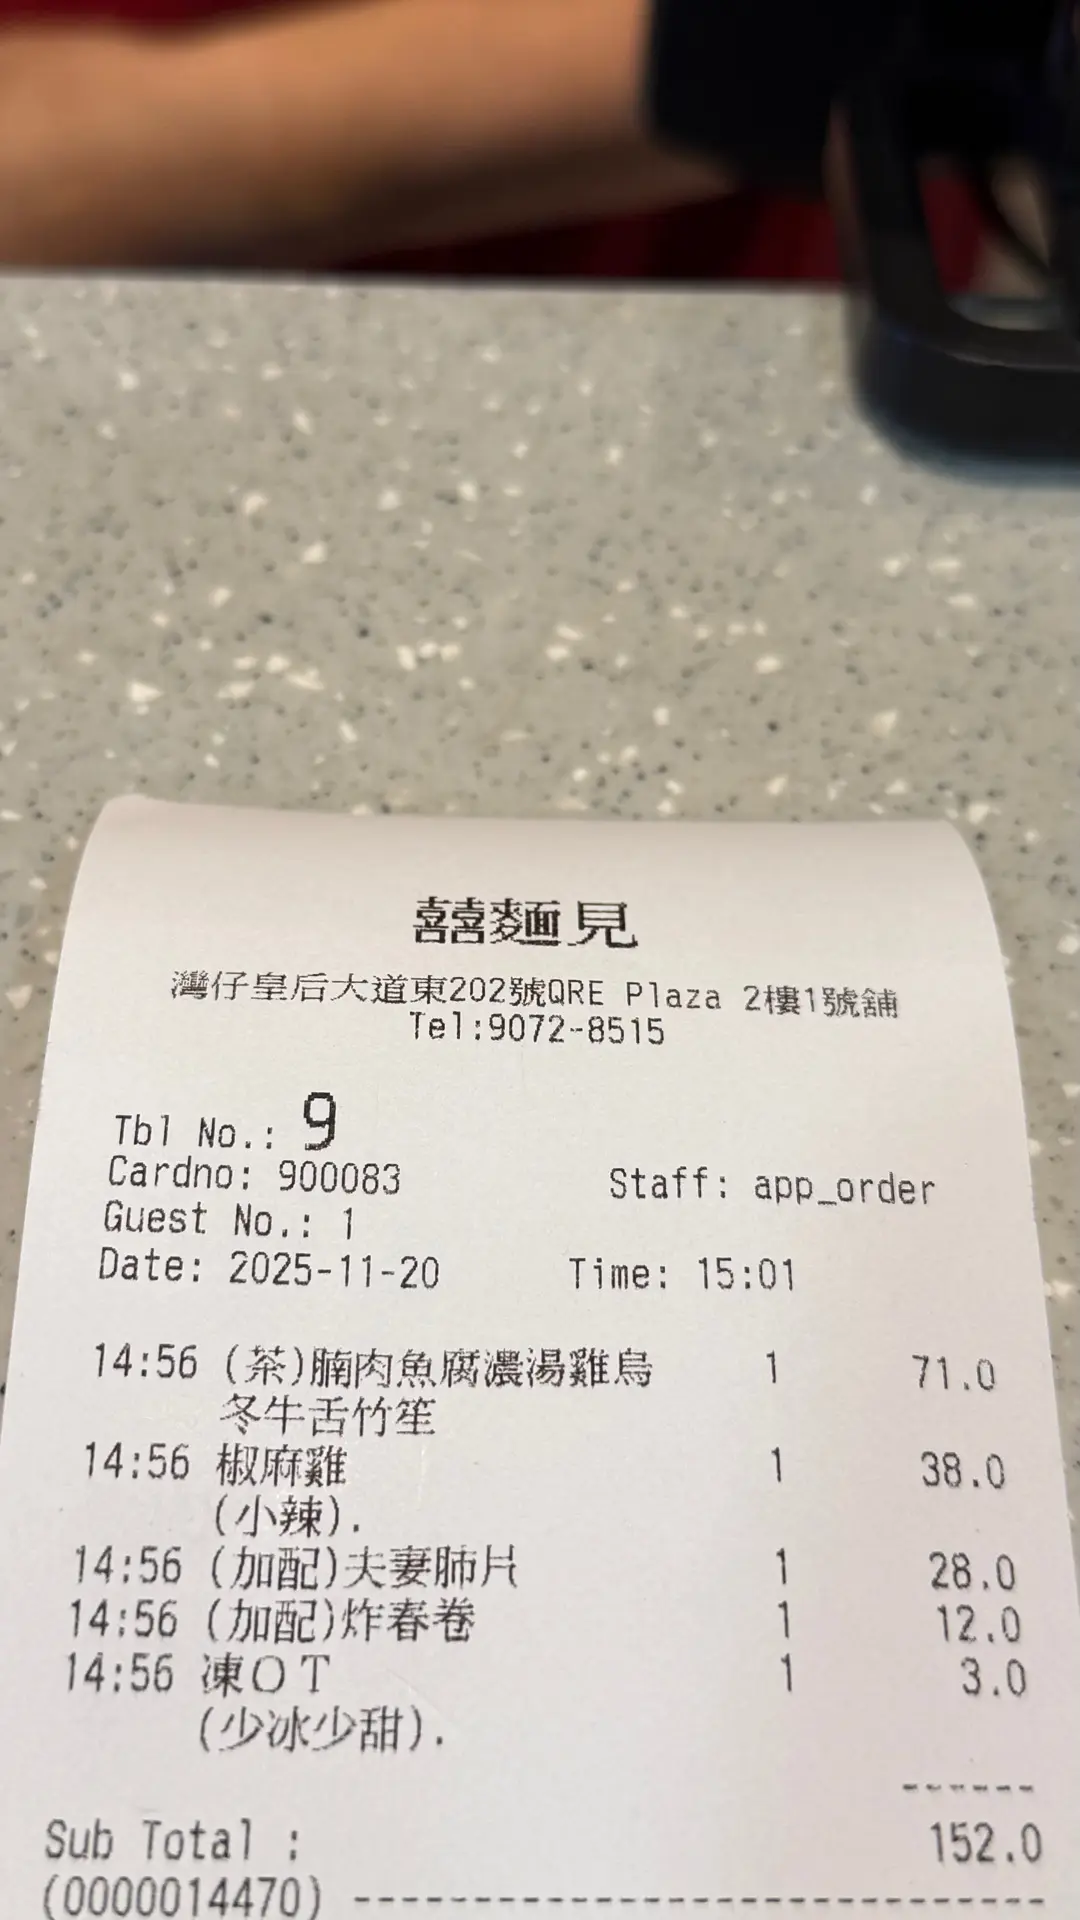 囍麵見
灣仔皇后大道東202號QRE Plaza 2樓1號舖
Tel:9072-8515
Tbl No.: 9
Cardno: 900083 Staff: app_order
Guest No.: 1
Date: 2025-11-20 Time: 15:01
14:56 (茶)腩肉魚腐濃湯雞烏 1 71.0
冬牛舌竹笙
14:56 椒麻雞 1 38.0
(小辣).
14:56 (加配)夫妻肺片 1 28.0
14:56 (加配)炸春卷 1 12.0
14:56 凍OT 1 3.0
(少冰少甜).
------
Sub Total : 152.0
(0000014470) --------------------------------